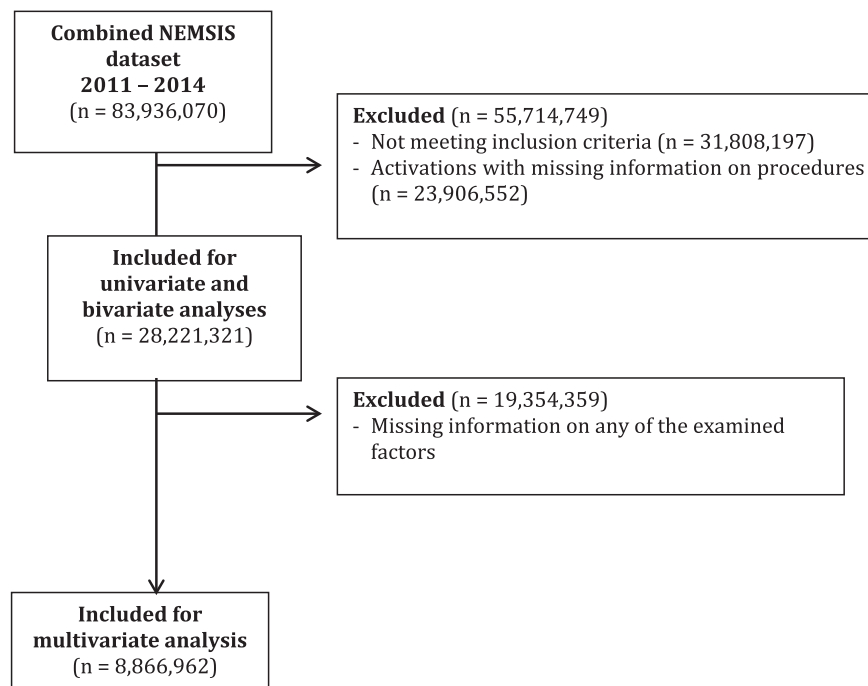 Combined NEMSIS
dataset
2011 – 2014
(n = 83,936,070)
Excluded (n = 55,714,749)
- Not meeting inclusion criteria (n = 31,808,197)
- Activations with missing information on procedures
(n = 23,906,552)
Included for
univariate and
bivariate analyses
(n = 28,221,321)
Excluded (n = 19,354,359)
- Missing information on any of the examined
factors
Included for
multivariate analysis
(n = 8,866,962)